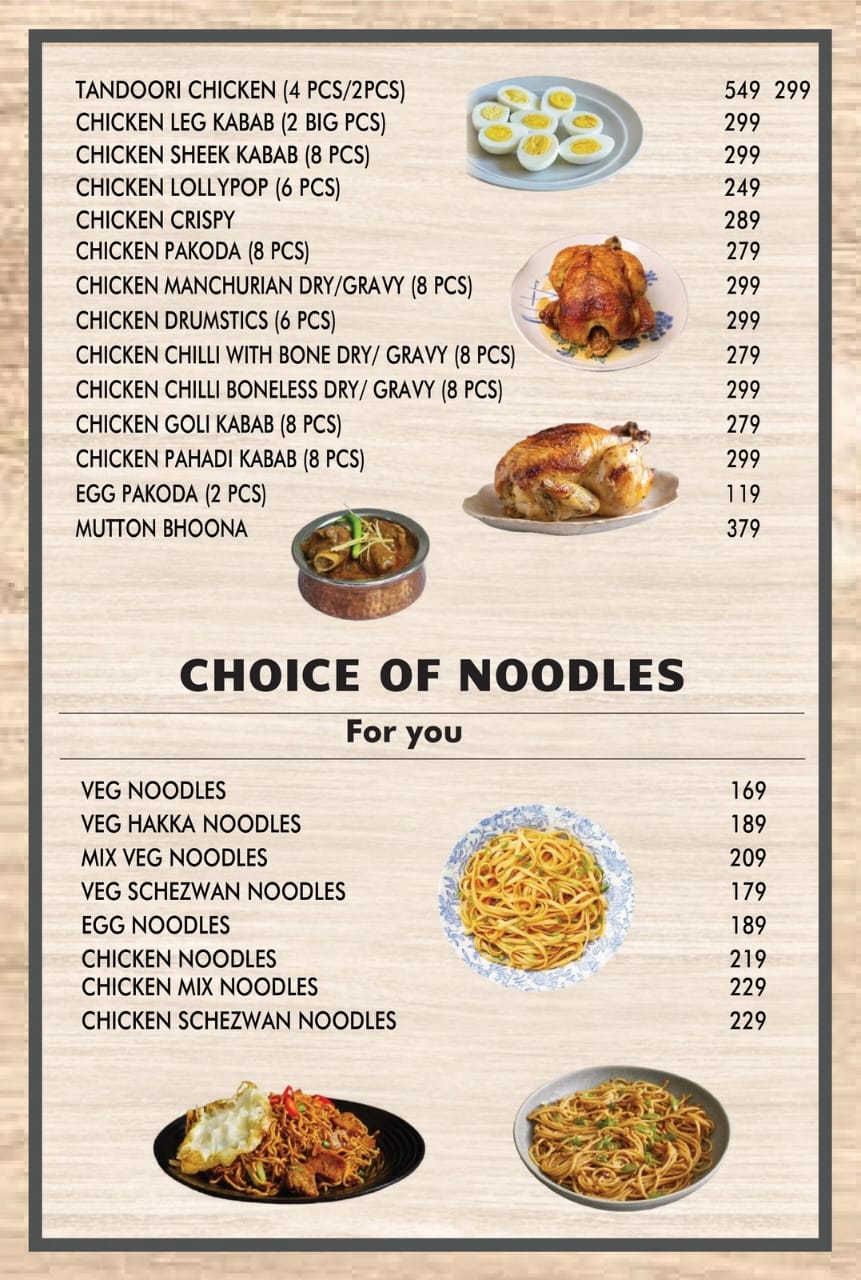 TANDOORI CHICKEN (4 PCS/2PCS) 549 299
CHICKEN LEG KABAB (2 BIG PCS) 299
CHICKEN SHEEK KABAB (8 PCS) 299
CHICKEN LOLLYPOP (6 PCS) 249
CHICKEN CRISPY 289
CHICKEN PAKODA (8 PCS) 279
CHICKEN MANCHURIAN DRY/GRAVY (8 PCS) 299
CHICKEN DRUMSTICS (6 PCS) 299
CHICKEN CHILLI WITH BONE DRY/ GRAVY (8 PCS) 279
CHICKEN CHILLI BONELESS DRY/ GRAVY (8 PCS) 299
CHICKEN GOLI KABAB (8 PCS) 279
CHICKEN PAHADI KABAB (8 PCS) 299
EGG PAKODA (2 PCS) 119
MUTTON BHOONA 379
CHOICE OF NOODLES
For you
VEG NOODLES 169
VEG HAKKA NOODLES 189
MIX VEG NOODLES 209
VEG SCHEZWAN NOODLES 179
EGG NOODLES 189
CHICKEN NOODLES 219
CHICKEN MIX NOODLES 229
CHICKEN SCHEZWAN NOODLES 229